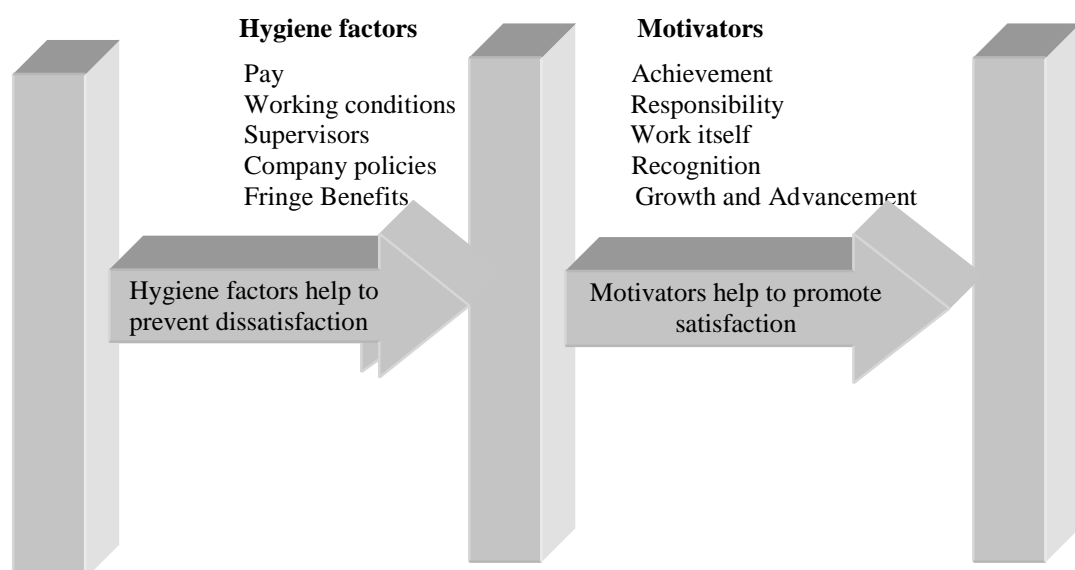 Hygiene factors
Pay
Working conditions
Supervisors
Company policies
Fringe Benefits
Motivators
Achievement
Responsibility
Work itself
Recognition
Growth and Advancement
Hygiene factors help to
prevent dissatisfaction
Motivators help to promote
satisfaction